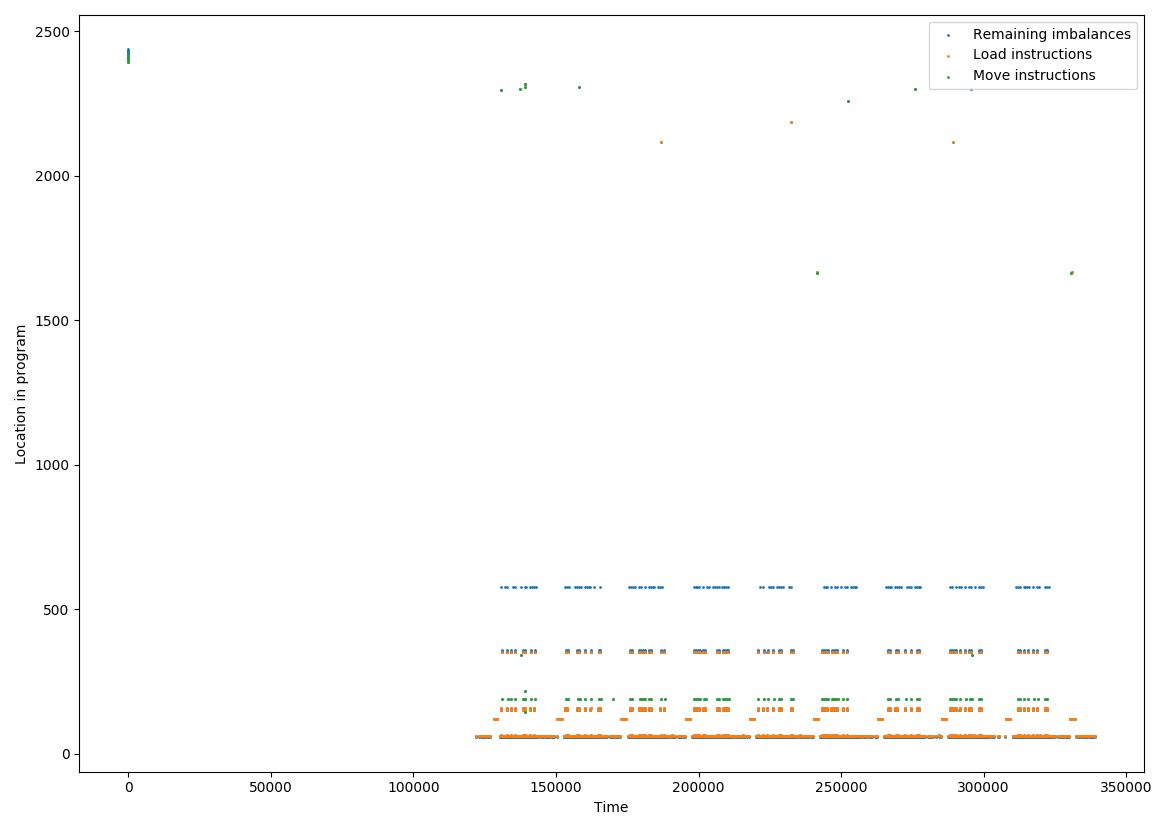 Remaining imbalances
Load instructions
Move instructions
2500
2000
1500
1000
500
0
Location in program
0
50000
100000
150000
200000
250000
300000
350000
Time